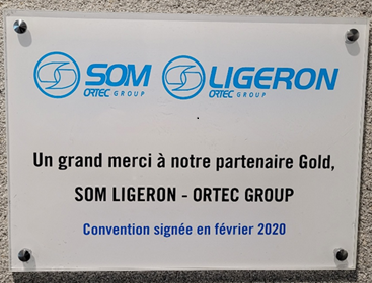 SOM LIGERON
ORTEC GROUP ORTEC GROUP
Un grand merci à notre partenaire Gold,
SOM LIGERON - ORTEC GROUP
Convention signée en février 2020